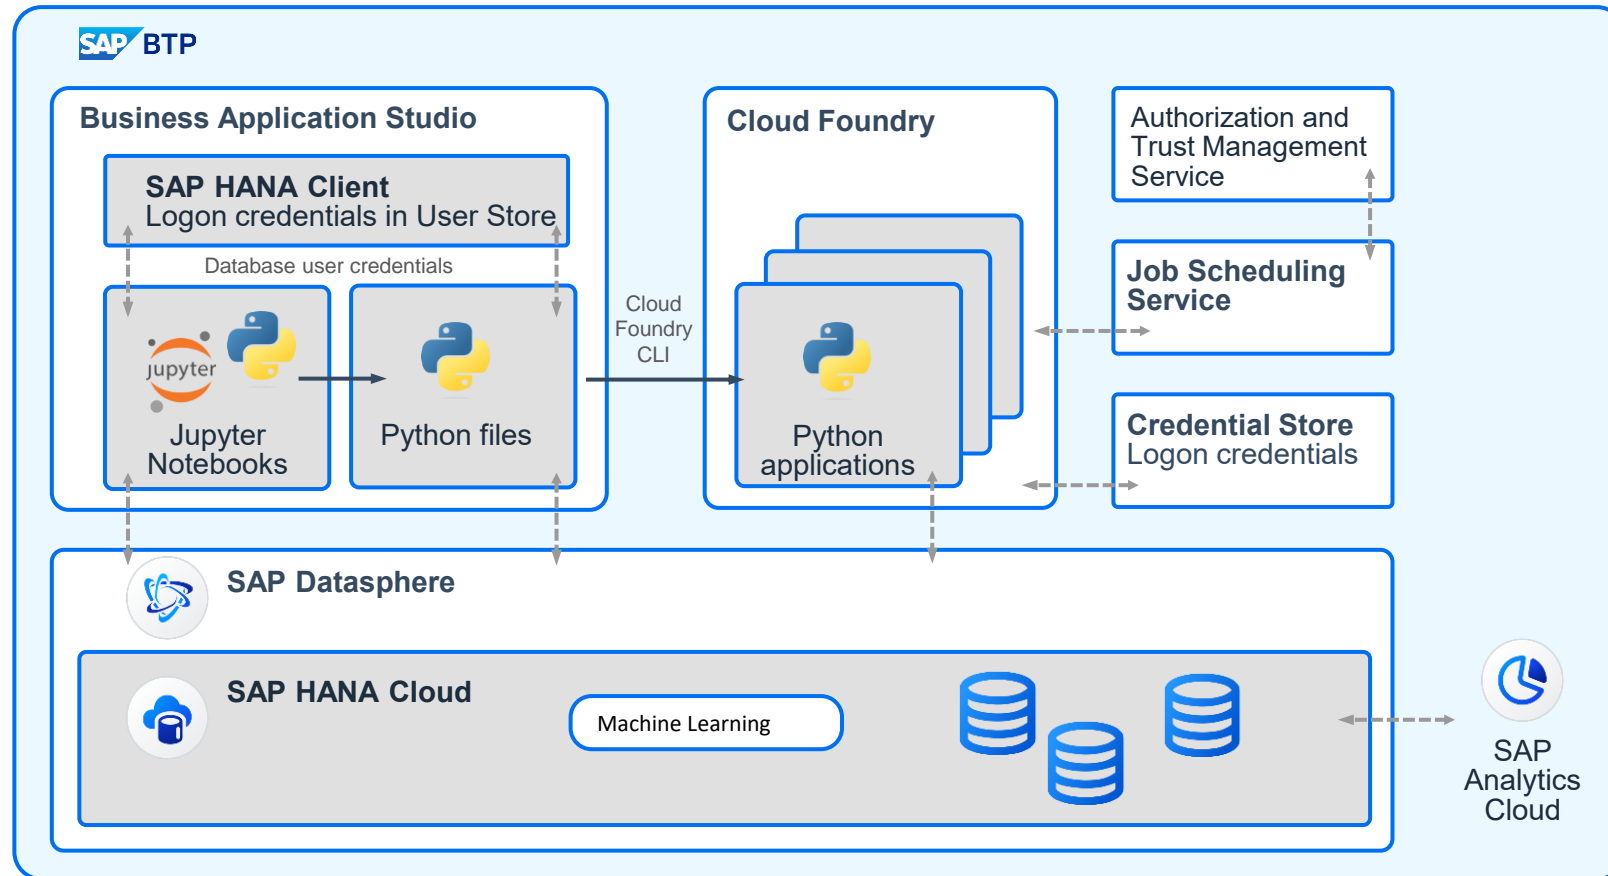 SAP BTP
Business Application Studio
SAP HANA Client
Logon credentials in User Store
Database user credentials
jupyter
Jupyter
Notebooks
Python files
Cloud
Foundry
CLI
Cloud Foundry
Python
applications
Authorization and
Trust Management
Service
Job Scheduling
Service
Credential Store
Logon credentials
SAP Datasphere
SAP HANA Cloud
Machine Learning
SAP
Analytics
Cloud